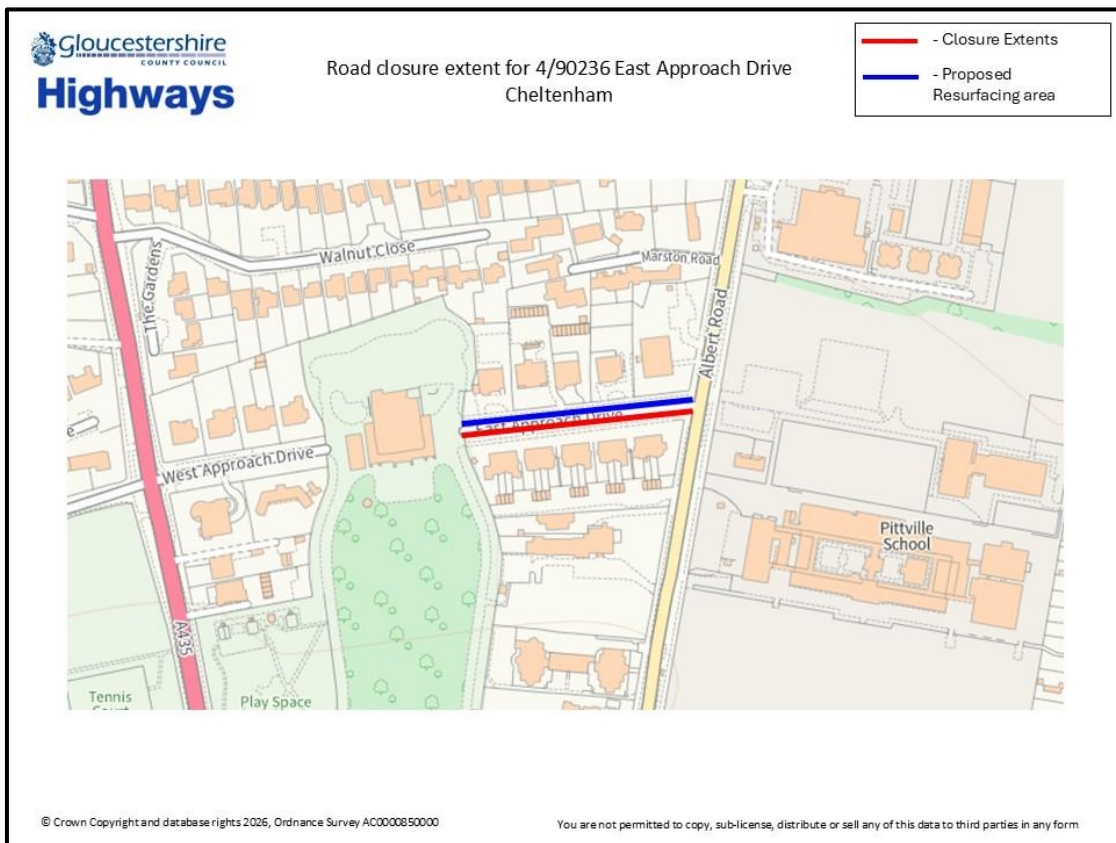 Gloucestershire
COUNTY COUNCIL
Highways
Road closure extent for 4/90236 East Approach Drive
Cheltenham
- Closure Extents
- Proposed
Resurfacing area
The Gardens
Walnut Close
Marston Road
Albert Road
East Approach Drive
West Approach Drive
Pittville
School
A435
Tennis
Play Space
© Crown Copyright and database rights 2026, Ordnance Survey AC0000850000
You are not permitted to copy, sub-license, distribute or sell any of this data to third parties in any form